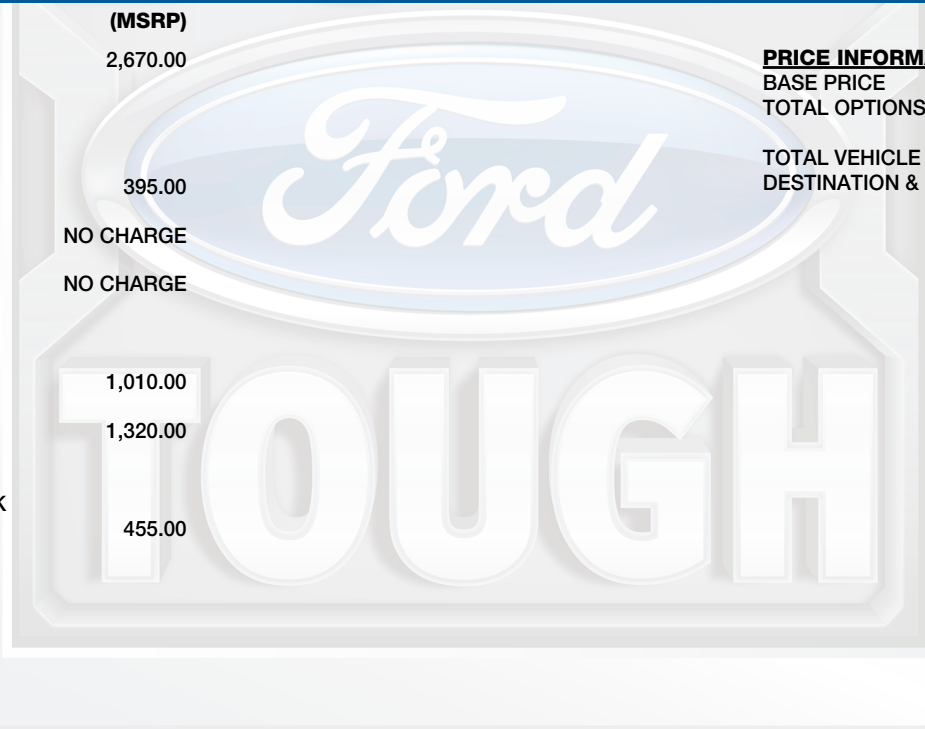 (MSRP)
2,670.00
395.00
NO CHARGE
NO CHARGE
1,010.00
1,320.00
K
455.00
PRICE INFORMA
BASE PRICE
TOTAL OPTIONS
TOTAL VEHICLE
DESTINATION &
Ford
TOUGH